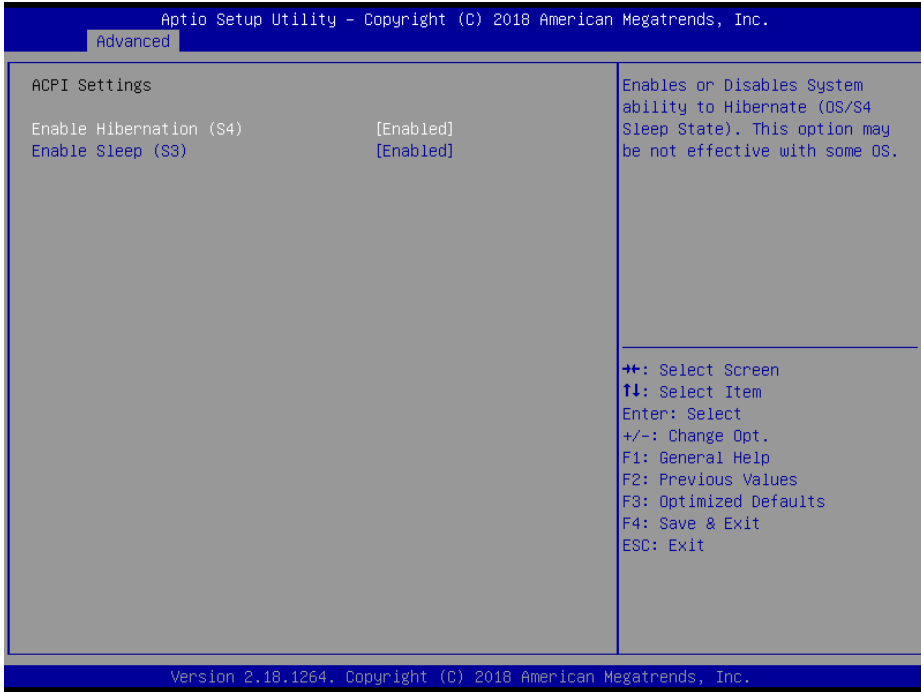 Aptio Setup Utility – Copyright (C) 2018 American Megatrends, Inc.
Advanced
ACPI Settings
Enable Hibernation (S4) [Enabled]
Enable Sleep (S3) [Enabled]
Enables or Disables System
ability to Hibernate (OS/S4
Sleep State). This option may
be not effective with some OS.
→←: Select Screen
↑↓: Select Item
Enter: Select
+/-: Change Opt.
F1: General Help
F2: Previous Values
F3: Optimized Defaults
F4: Save & Exit
ESC: Exit
Version 2.18.1264. Copyright (C) 2018 American Megatrends, Inc.